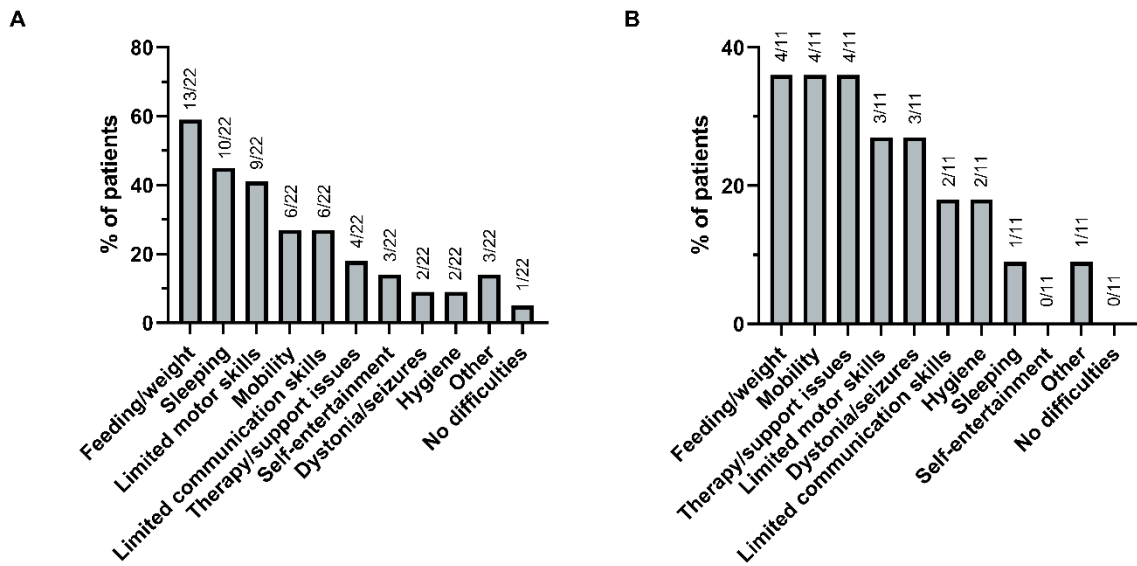 A
% of patients
80
60
40
20
0
13/22
10/22
9/22
6/22
6/22
4/22
3/22
2/22
2/22
3/22
1/22
Feeding/weight
Sleeping
Limited motor skills
Mobility
Limited communication skills
Therapy/support issues
Self-entertainment
Dystonia/seizures
Hygiene
Other
No difficulties
B
% of patients
40
20
0
4/11
4/11
4/11
3/11
3/11
2/11
2/11
1/11
0/11
1/11
0/11
Feeding/weight
Mobility
Therapy/support issues
Limited motor skills
Dystonia/seizures
Limited communication skills
Hygiene
Sleeping
Self-entertainment
Other
No difficulties